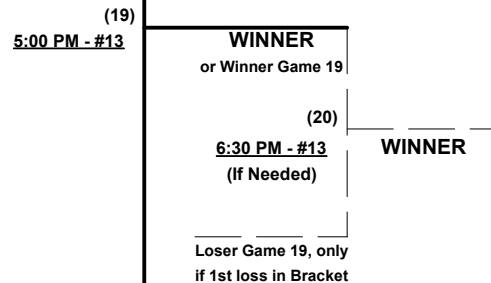 (19)
5:00 PM - #13
WINNER
or Winner Game 19
(20)
6:30 PM - #13
WINNER
(If Needed)
Loser Game 19, only
if 1st loss in Bracket